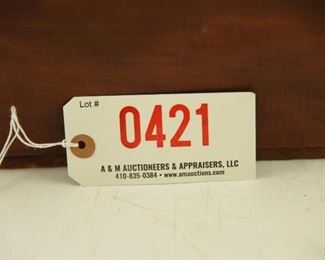 Lot #
0421
A & M AUCTIONEERS & APPRAISERS, LLC
410-835-0384 • www.amauctions.com